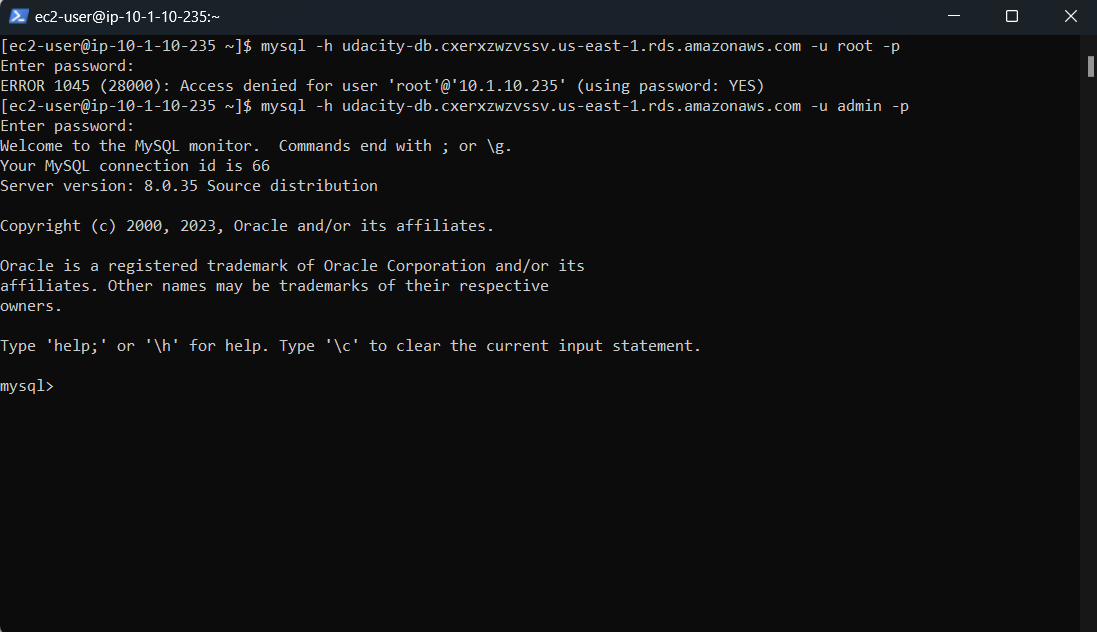 ec2-user@ip-10-1-10-235:~
[ec2-user@ip-10-1-10-235 ~]$ mysql -h udacity-db.cxerxzwzvssv.us-east-1.rds.amazonaws.com -u root -p
Enter password:
ERROR 1045 (28000): Access denied for user 'root'@'10.1.10.235' (using password: YES)
[ec2-user@ip-10-1-10-235 ~]$ mysql -h udacity-db.cxerxzwzvssv.us-east-1.rds.amazonaws.com -u admin -p
Enter password:
Welcome to the MySQL monitor.  Commands end with ; or \g.
Your MySQL connection id is 66
Server version: 8.0.35 Source distribution

Copyright (c) 2000, 2023, Oracle and/or its affiliates.

Oracle is a registered trademark of Oracle Corporation and/or its
affiliates. Other names may be trademarks of their respective
owners.

Type 'help;' or '\h' for help. Type '\c' to clear the current input statement.

mysql>